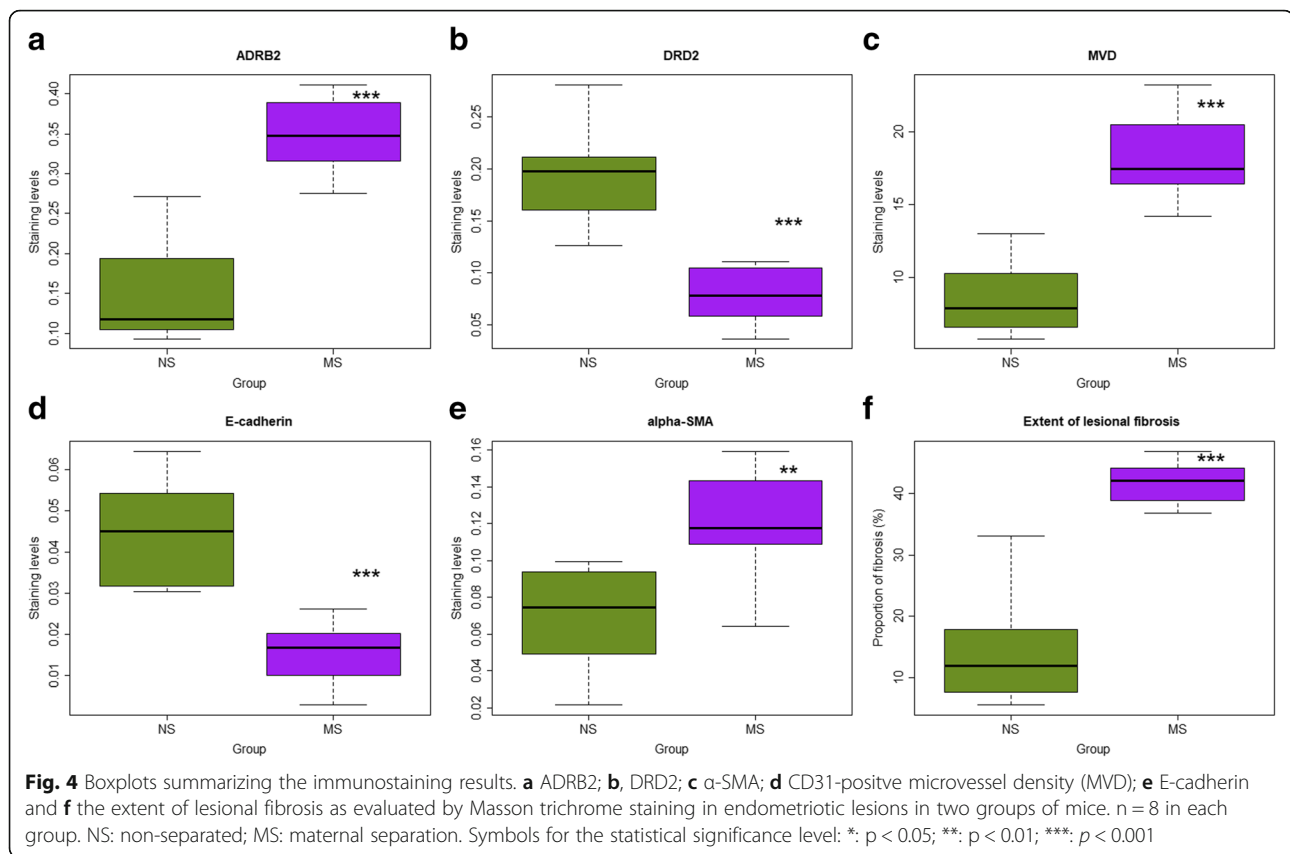 a
ADRB2
***
Staining levels
0.10 0.15 0.20 0.25 0.30 0.35 0.40
NS MS
Group
b
DRD2
***
Staining levels
0.05 0.10 0.15 0.20 0.25
NS MS
Group
c
MVD
***
Staining levels
10 15 20
NS MS
Group
d
E-cadherin
***
Staining levels
0.01 0.02 0.03 0.04 0.05 0.06
NS MS
Group
e
alpha-SMA
**
Staining levels
0.02 0.04 0.06 0.08 0.10 0.12 0.14 0.16
NS MS
Group
f
Extent of lesional fibrosis
***
Proportion of fibrosis (%)
10 20 30 40
NS MS
Group
Fig. 4 Boxplots summarizing the immunostaining results. a ADRB2; b, DRD2; c α-SMA; d CD31-positve microvessel density (MVD); e E-cadherin
and f the extent of lesional fibrosis as evaluated by Masson trichrome staining in endometriotic lesions in two groups of mice. n = 8 in each
group. NS: non-separated; MS: maternal separation. Symbols for the statistical significance level: *: p < 0.05; **: p < 0.01; ***: p < 0.001